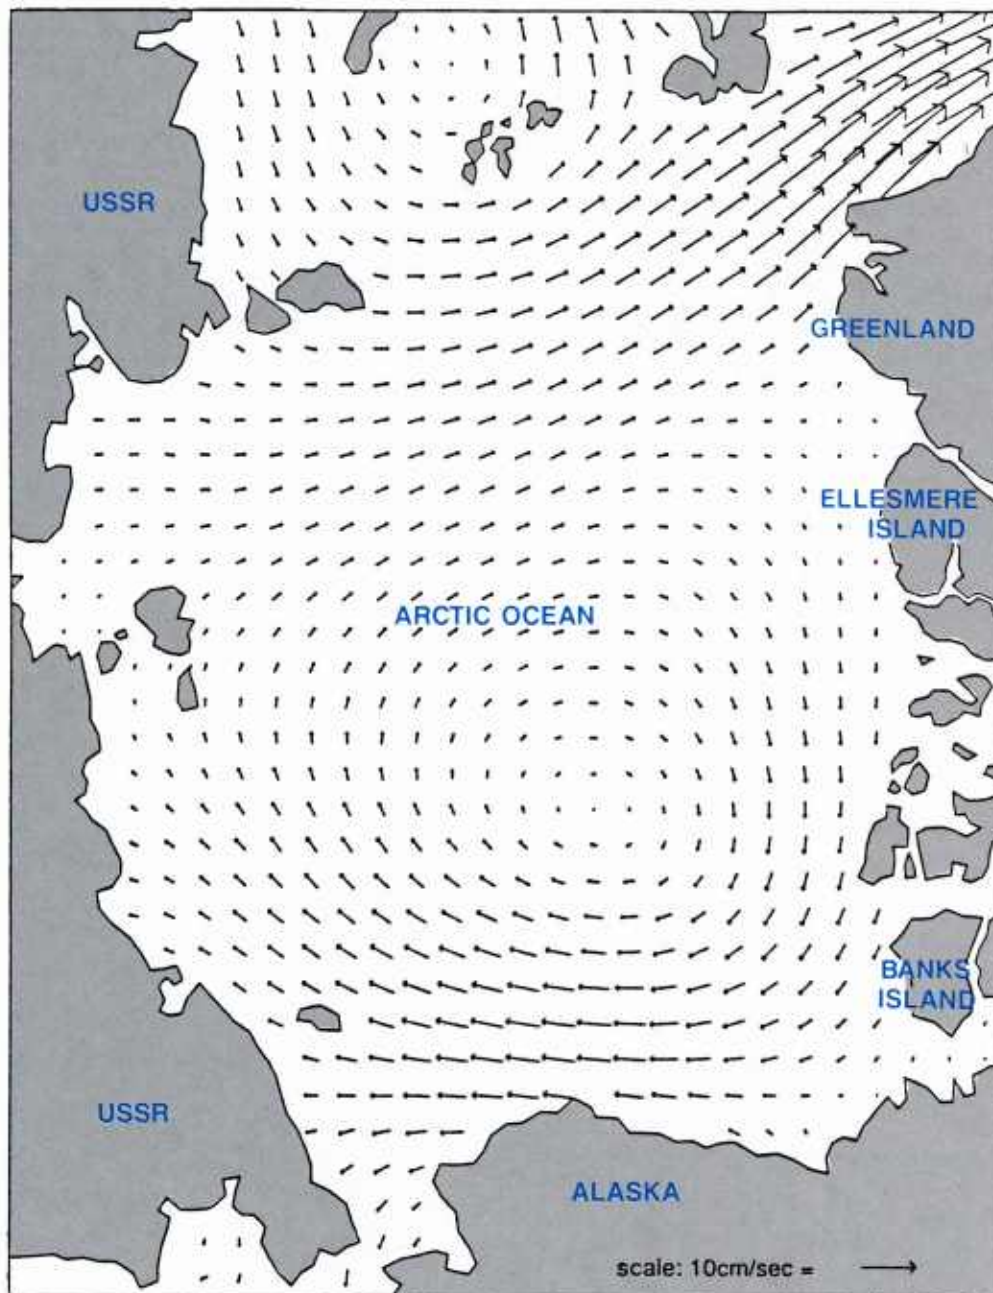 USSR
GREENLAND
ELLESMERE
ISLAND
ARCTIC OCEAN
BANKS
ISLAND
USSR
ALASKA
scale: 10cm/sec =